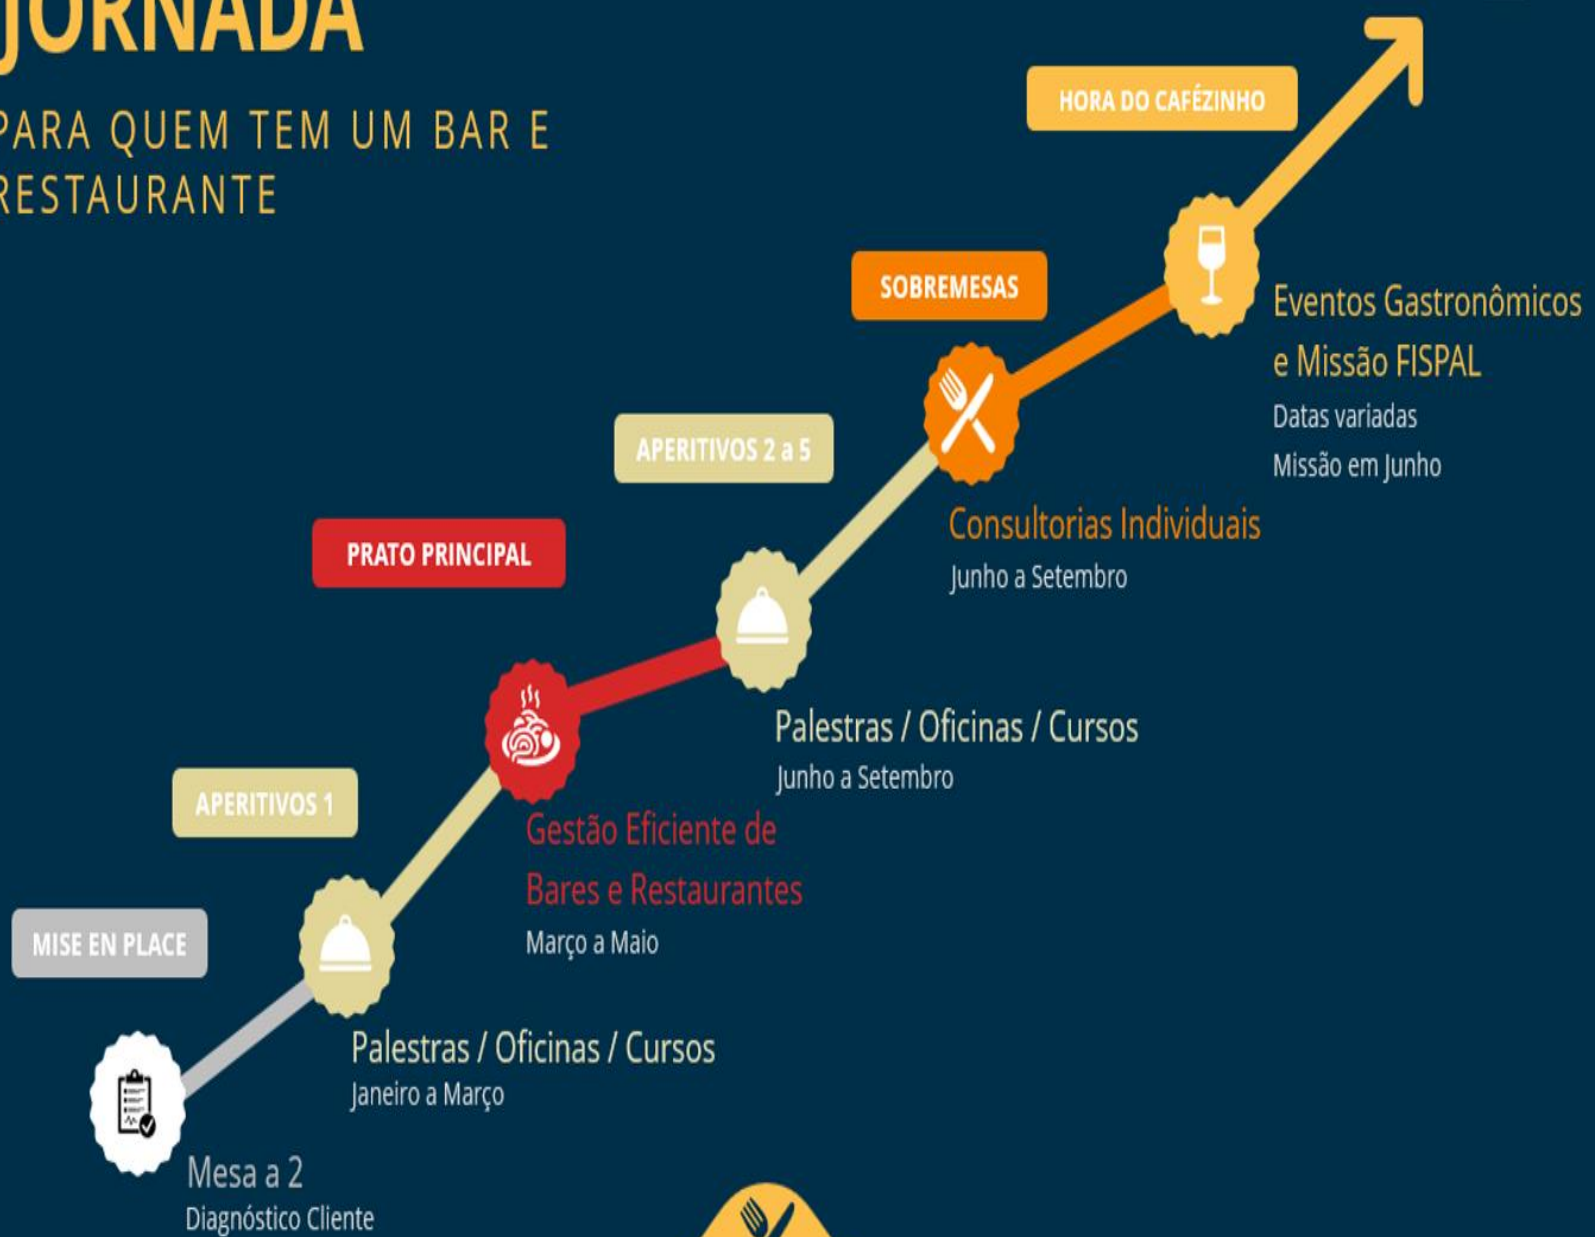 JORNADA
PARA QUEM TEM UM BAR E
RESTAURANTE
HORA DO CAFÉZINHO
Eventos Gastronômicos
e Missão FISPAL
Datas variadas
Missão em Junho
SOBREMESAS
Consultorias Individuais
Junho a Setembro
APERITIVOS 2 a 5
Palestras / Oficinas / Cursos
Junho a Setembro
PRATO PRINCIPAL
Gestão Eficiente de
Bares e Restaurantes
Março a Maio
APERITIVOS 1
Palestras / Oficinas / Cursos
Janeiro a Março
MISE EN PLACE
Mesa a 2
Diagnóstico Cliente